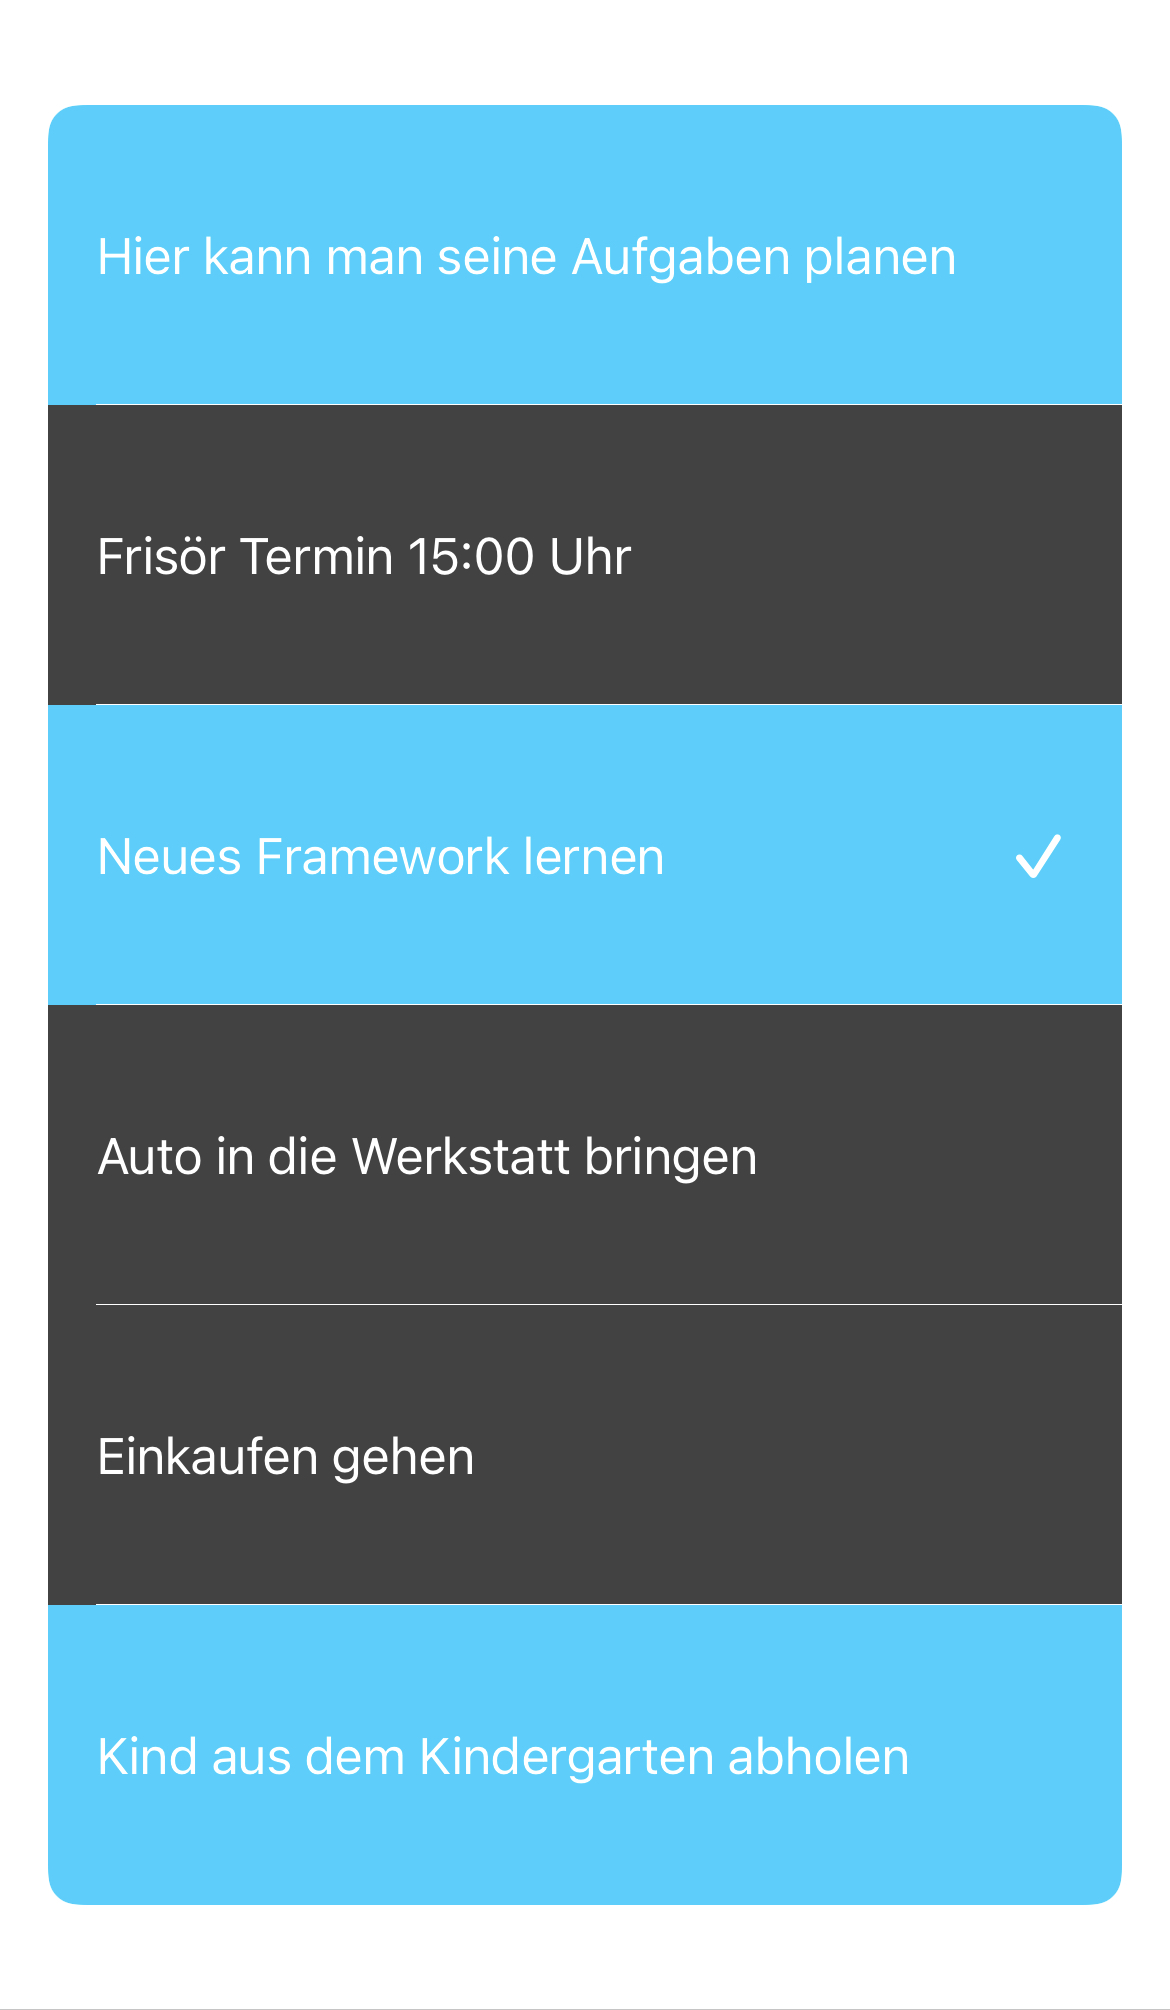 Hier kann man seine Aufgaben planen
Frisör Termin 15:00 Uhr
Neues Framework lernen
Auto in die Werkstatt bringen
Einkaufen gehen
Kind aus dem Kindergarten abholen